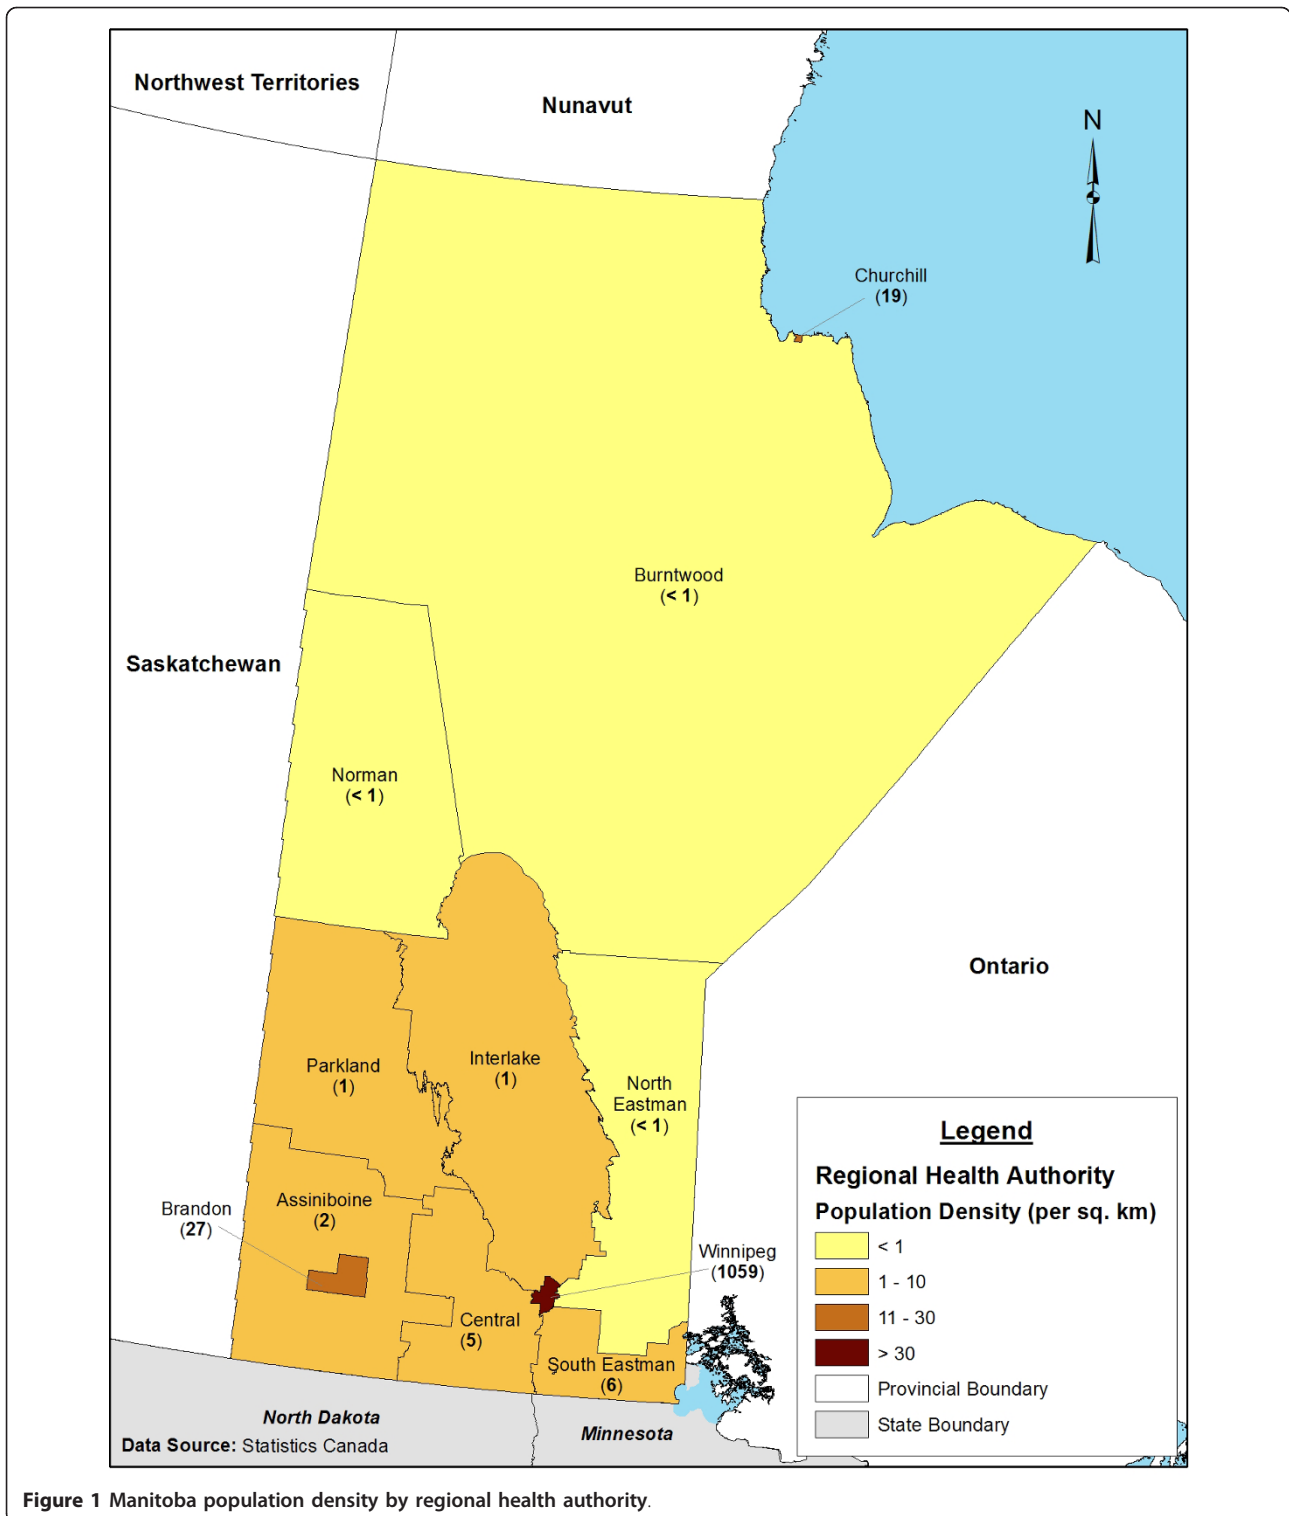 Northwest Territories
Nunavut
N
Churchill
(19)
Burntwood
(< 1)
Saskatchewan
Norman
(< 1)
Ontario
Parkland
(1)
Interlake
(1)
North
Eastman
(< 1)
Assiniboine
(2)
Brandon
(27)
Winnipeg
(1059)
Central
(5)
South Eastman
(6)
North Dakota
Minnesota
Data Source: Statistics Canada
Legend
Regional Health Authority
Population Density (per sq. km)
< 1
1 - 10
11 - 30
> 30
Provincial Boundary
State Boundary
Figure 1 Manitoba population density by regional health authority.